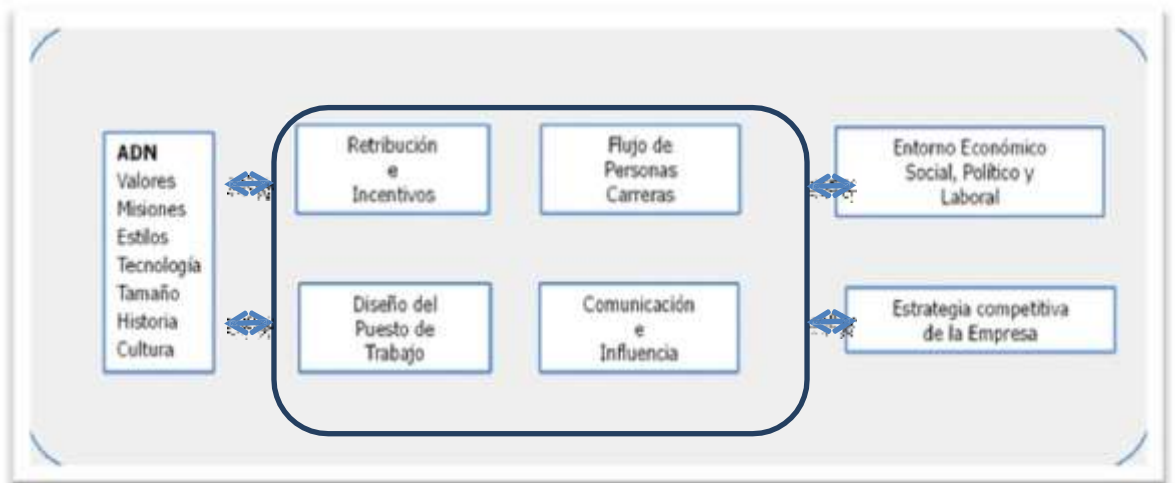 ADN
Valores
Misiones
Estilos
Tecnología
Tamaño
Historia
Cultura
Retribución
e
Incentivos
Flujo de
Personas
Carreras
Diseño del
Puesto de
Trabajo
Comunicación
e
Influencia
Entorno Económico
Social, Político y
Laboral
Estrategia competitiva
de la Empresa